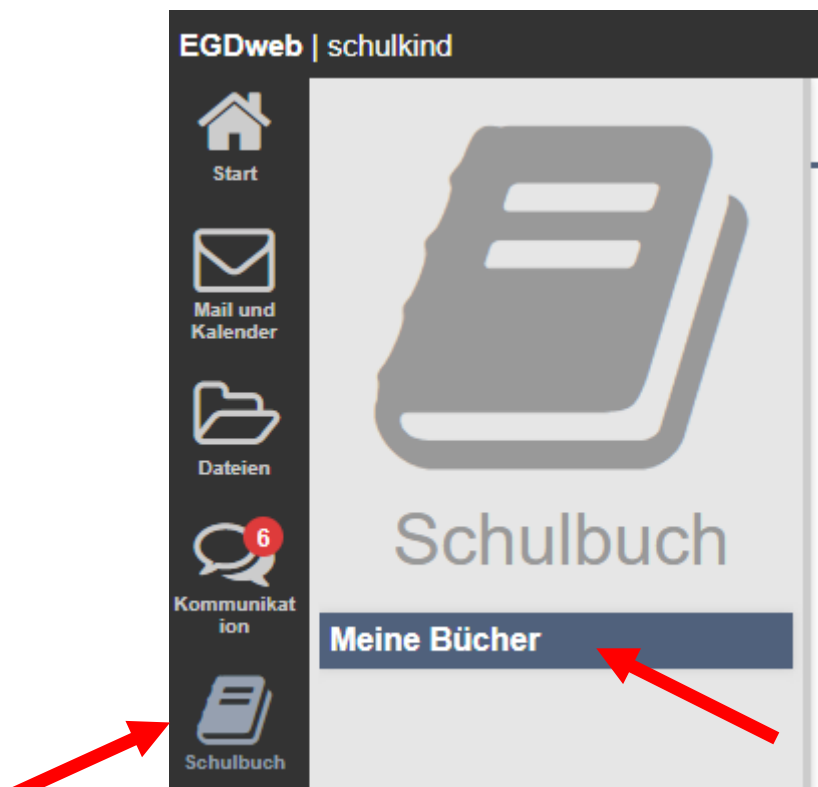 EGDweb | schulkind
Start
Mail und
Kalender
Dateien
6
Kommunikat
ion
Schulbuch
Schulbuch
Meine Bücher